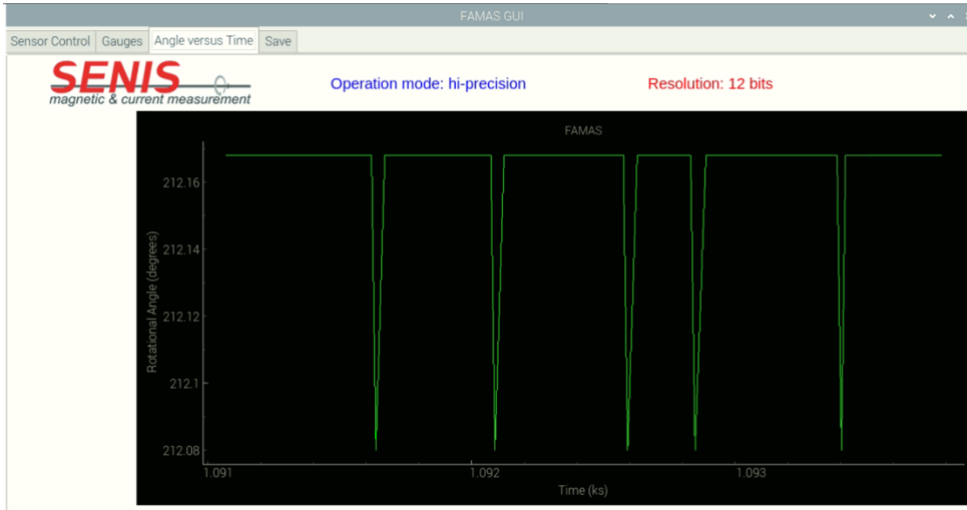 FAMAS GUI
Sensor Control Gauges Angle versus Time Save
SENIS
magnetic & current measurement
Operation mode: hi-precision
Resolution: 12 bits
FAMAS
Rotational Angle (degrees)
212.16
212.14
212.12
212.1
212.08
1.091 1.092 1.093
Time (ks)